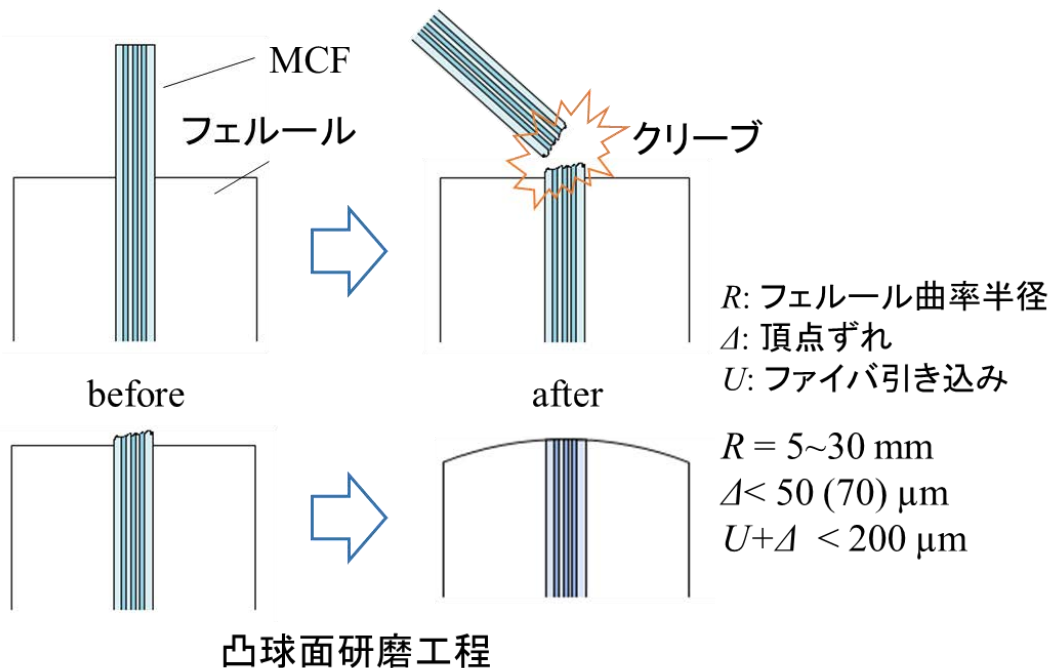 MCF
フェルール
クリーブ
R: フェルール曲率半径
Δ: 頂点ずれ
U: ファイバ引き込み
before
after
R = 5~30 mm
Δ< 50 (70) μm
U+Δ < 200 μm
凸球面研磨工程